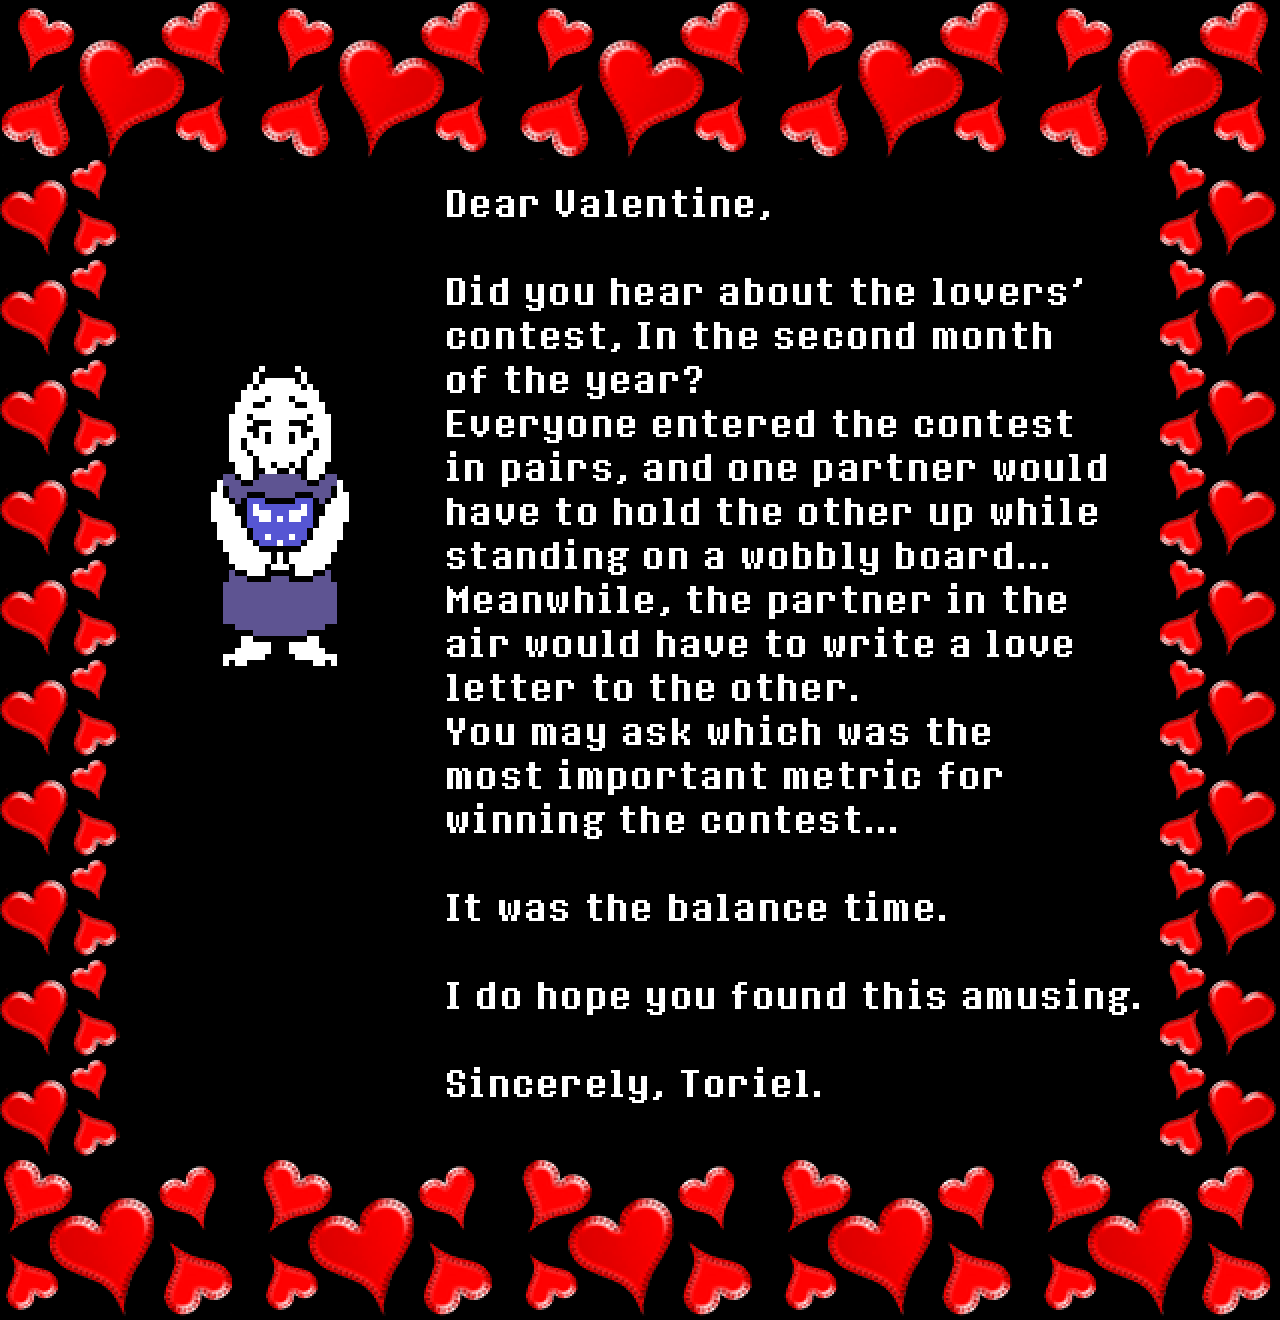 Dear Valentine,
Did you hear about the lovers'
contest, In the second month
of the year?
Everyone entered the contest
in pairs, and one partner would
have to hold the other up while
standing on a wobbly board...
Meanwhile, the partner in the
air would have to write a love
letter to the other.
You may ask which was the
most important metric for
winning the contest...
It was the balance time.
I do hope you found this amusing.
Sincerely, Toriel.